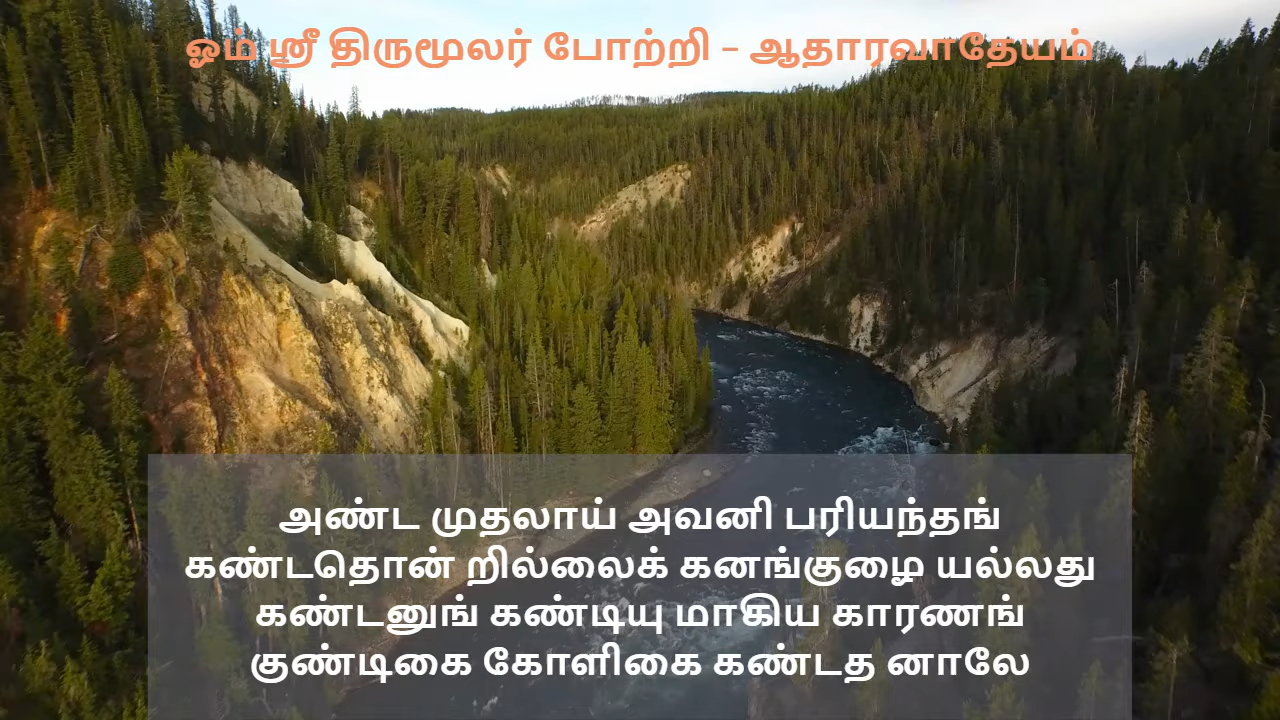 ஓம் ஸ்ரீ திருமூலர் போற்றி - ஆதாரவாதேயம்
அண்ட முதலாய் அவனி பரியந்தங்
கண்டதொன் றில்லைக் கனங்குழை யல்லது
கண்டனுங் கண்டியு மாகிய காரணங்
குண்டிகை கோளிகை கண்டத னாலே